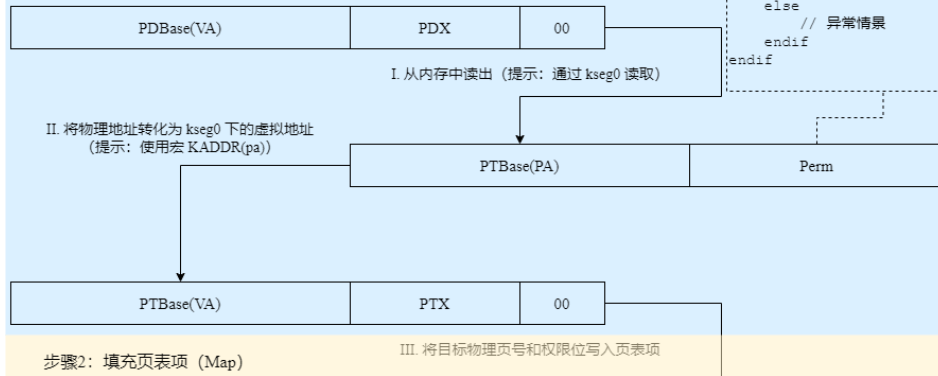 else
// 异常情景
endif
endif
PDBase(VA)
PDX
00
I. 从内存中读出（提示：通过 kseg0 读取）
II. 将物理地址转化为 kseg0 下的虚拟地址
（提示：使用宏 KADDR(pa)）
PTBase(PA)
Perm
PTBase(VA)
PTX
00
III. 将目标物理页号和权限位写入页表项
步骤2：填充页表项（Map）